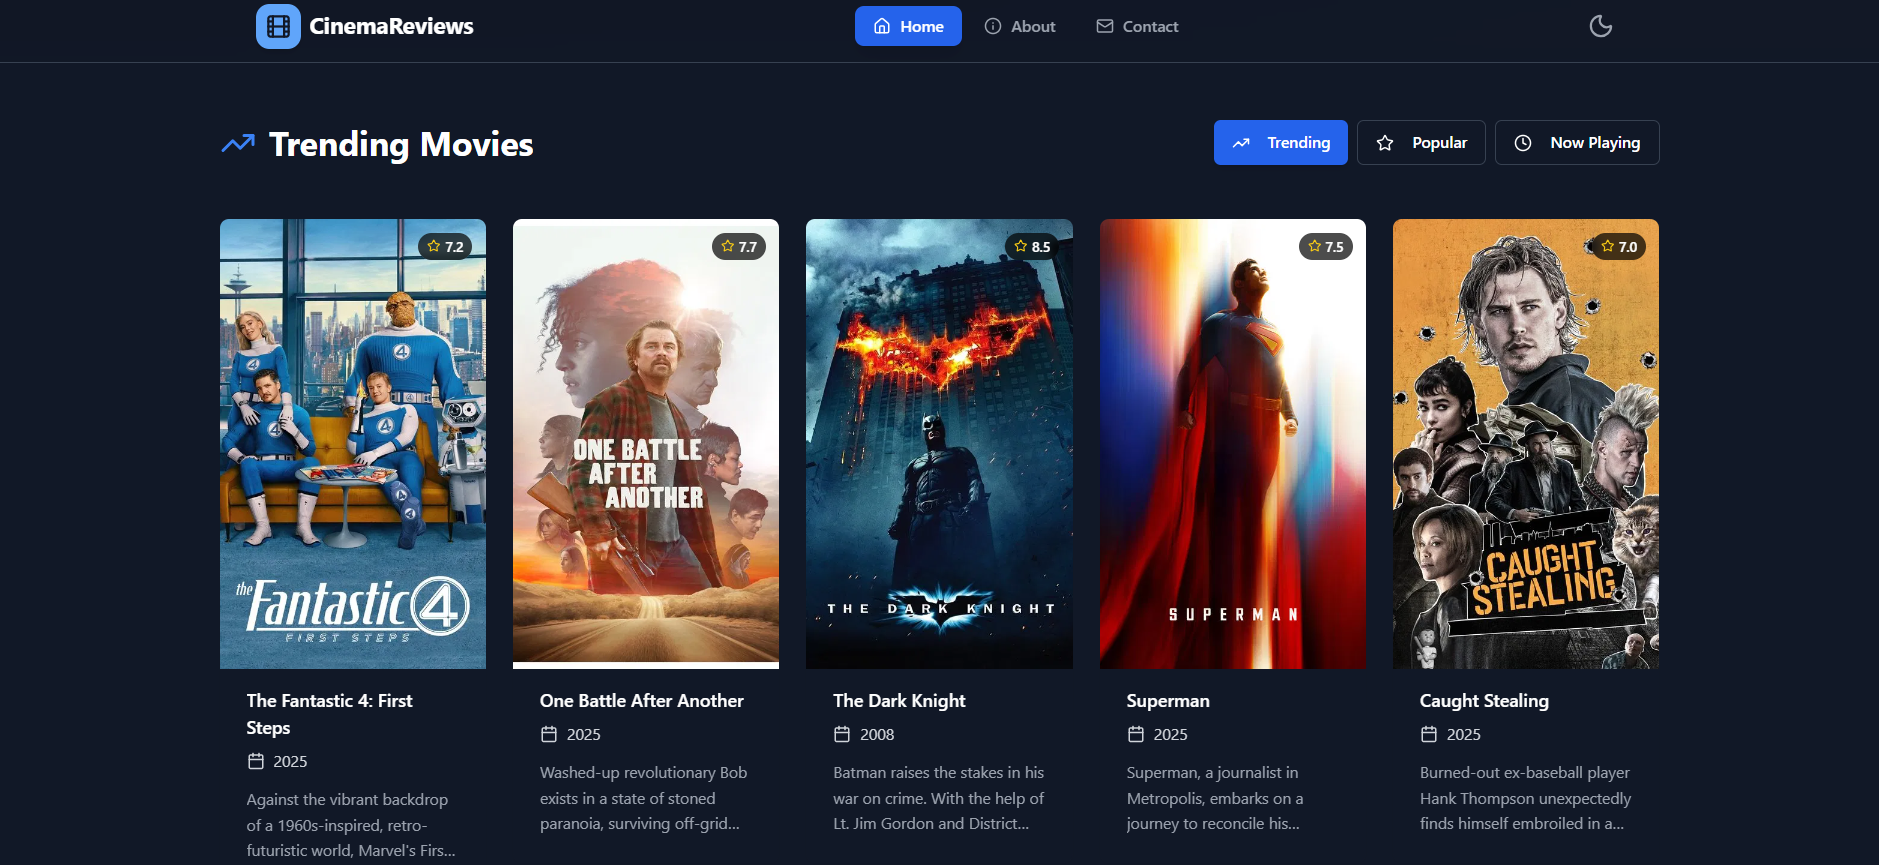 CinemaReviews
Home
About
Contact
Trending Movies
Trending
Popular
Now Playing
7.2
7.7
8.5
7.5
7.0
4
4
4
4
the Fantastic 4
FIRST STEPS
ONE BATTLE
AFTER
ANOTHER
THE DARK KNIGHT
SUPERMAN
CAUGHT
STEALING
The Fantastic 4: First
Steps
2025
Against the vibrant backdrop
of a 1960s-inspired, retro-
futuristic world, Marvel's Firs...
One Battle After Another
2025
Washed-up revolutionary Bob
exists in a state of stoned
paranoia, surviving off-grid...
The Dark Knight
2008
Batman raises the stakes in his
war on crime. With the help of
Lt. Jim Gordon and District...
Superman
2025
Superman, a journalist in
Metropolis, embarks on a
journey to reconcile his...
Caught Stealing
2025
Burned-out ex-baseball player
Hank Thompson unexpectedly
finds himself embroiled in a...